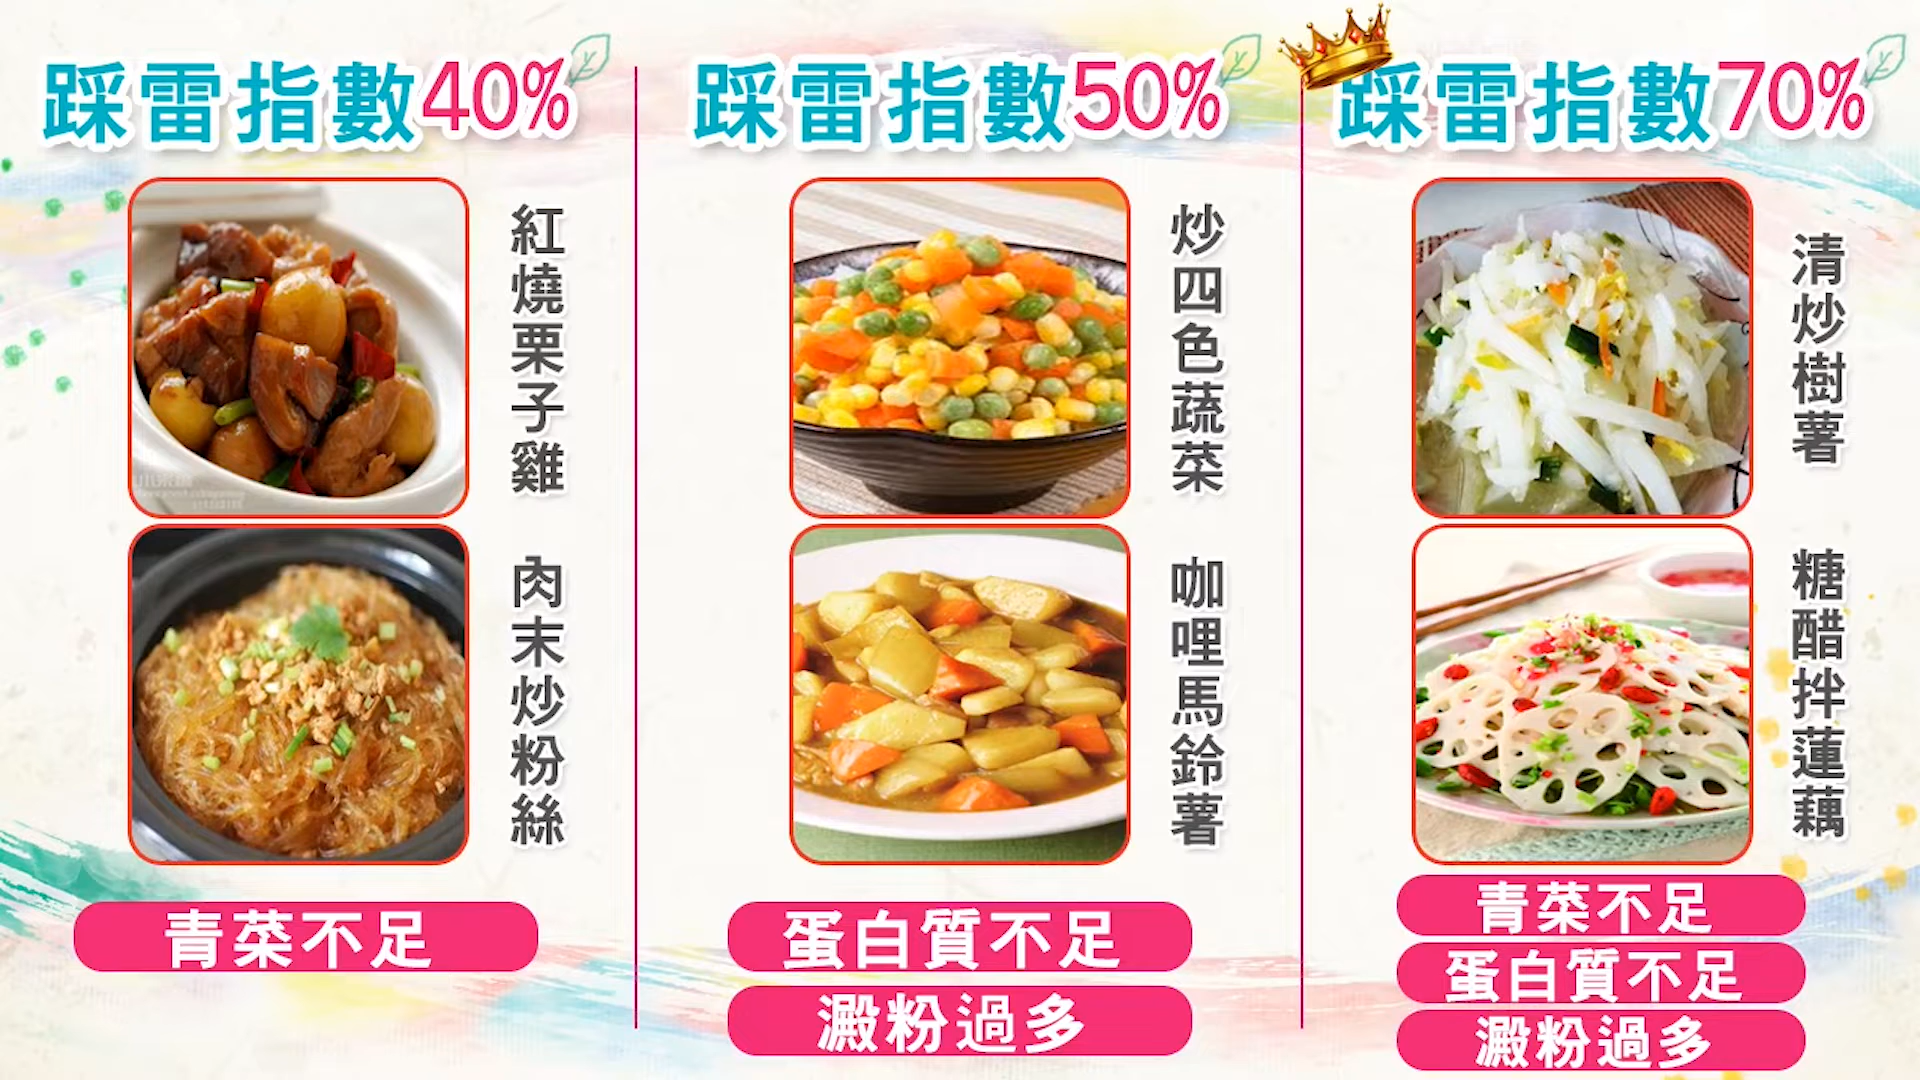 踩雷指數40%
紅燒栗子雞
肉末炒粉絲
青菜不足
踩雷指數50%
炒四色蔬菜
咖哩馬鈴薯
蛋白質不足
澱粉過多
踩雷指數70%
清炒樹薯
糖醋拌蓮藕
青菜不足
蛋白質不足
澱粉過多